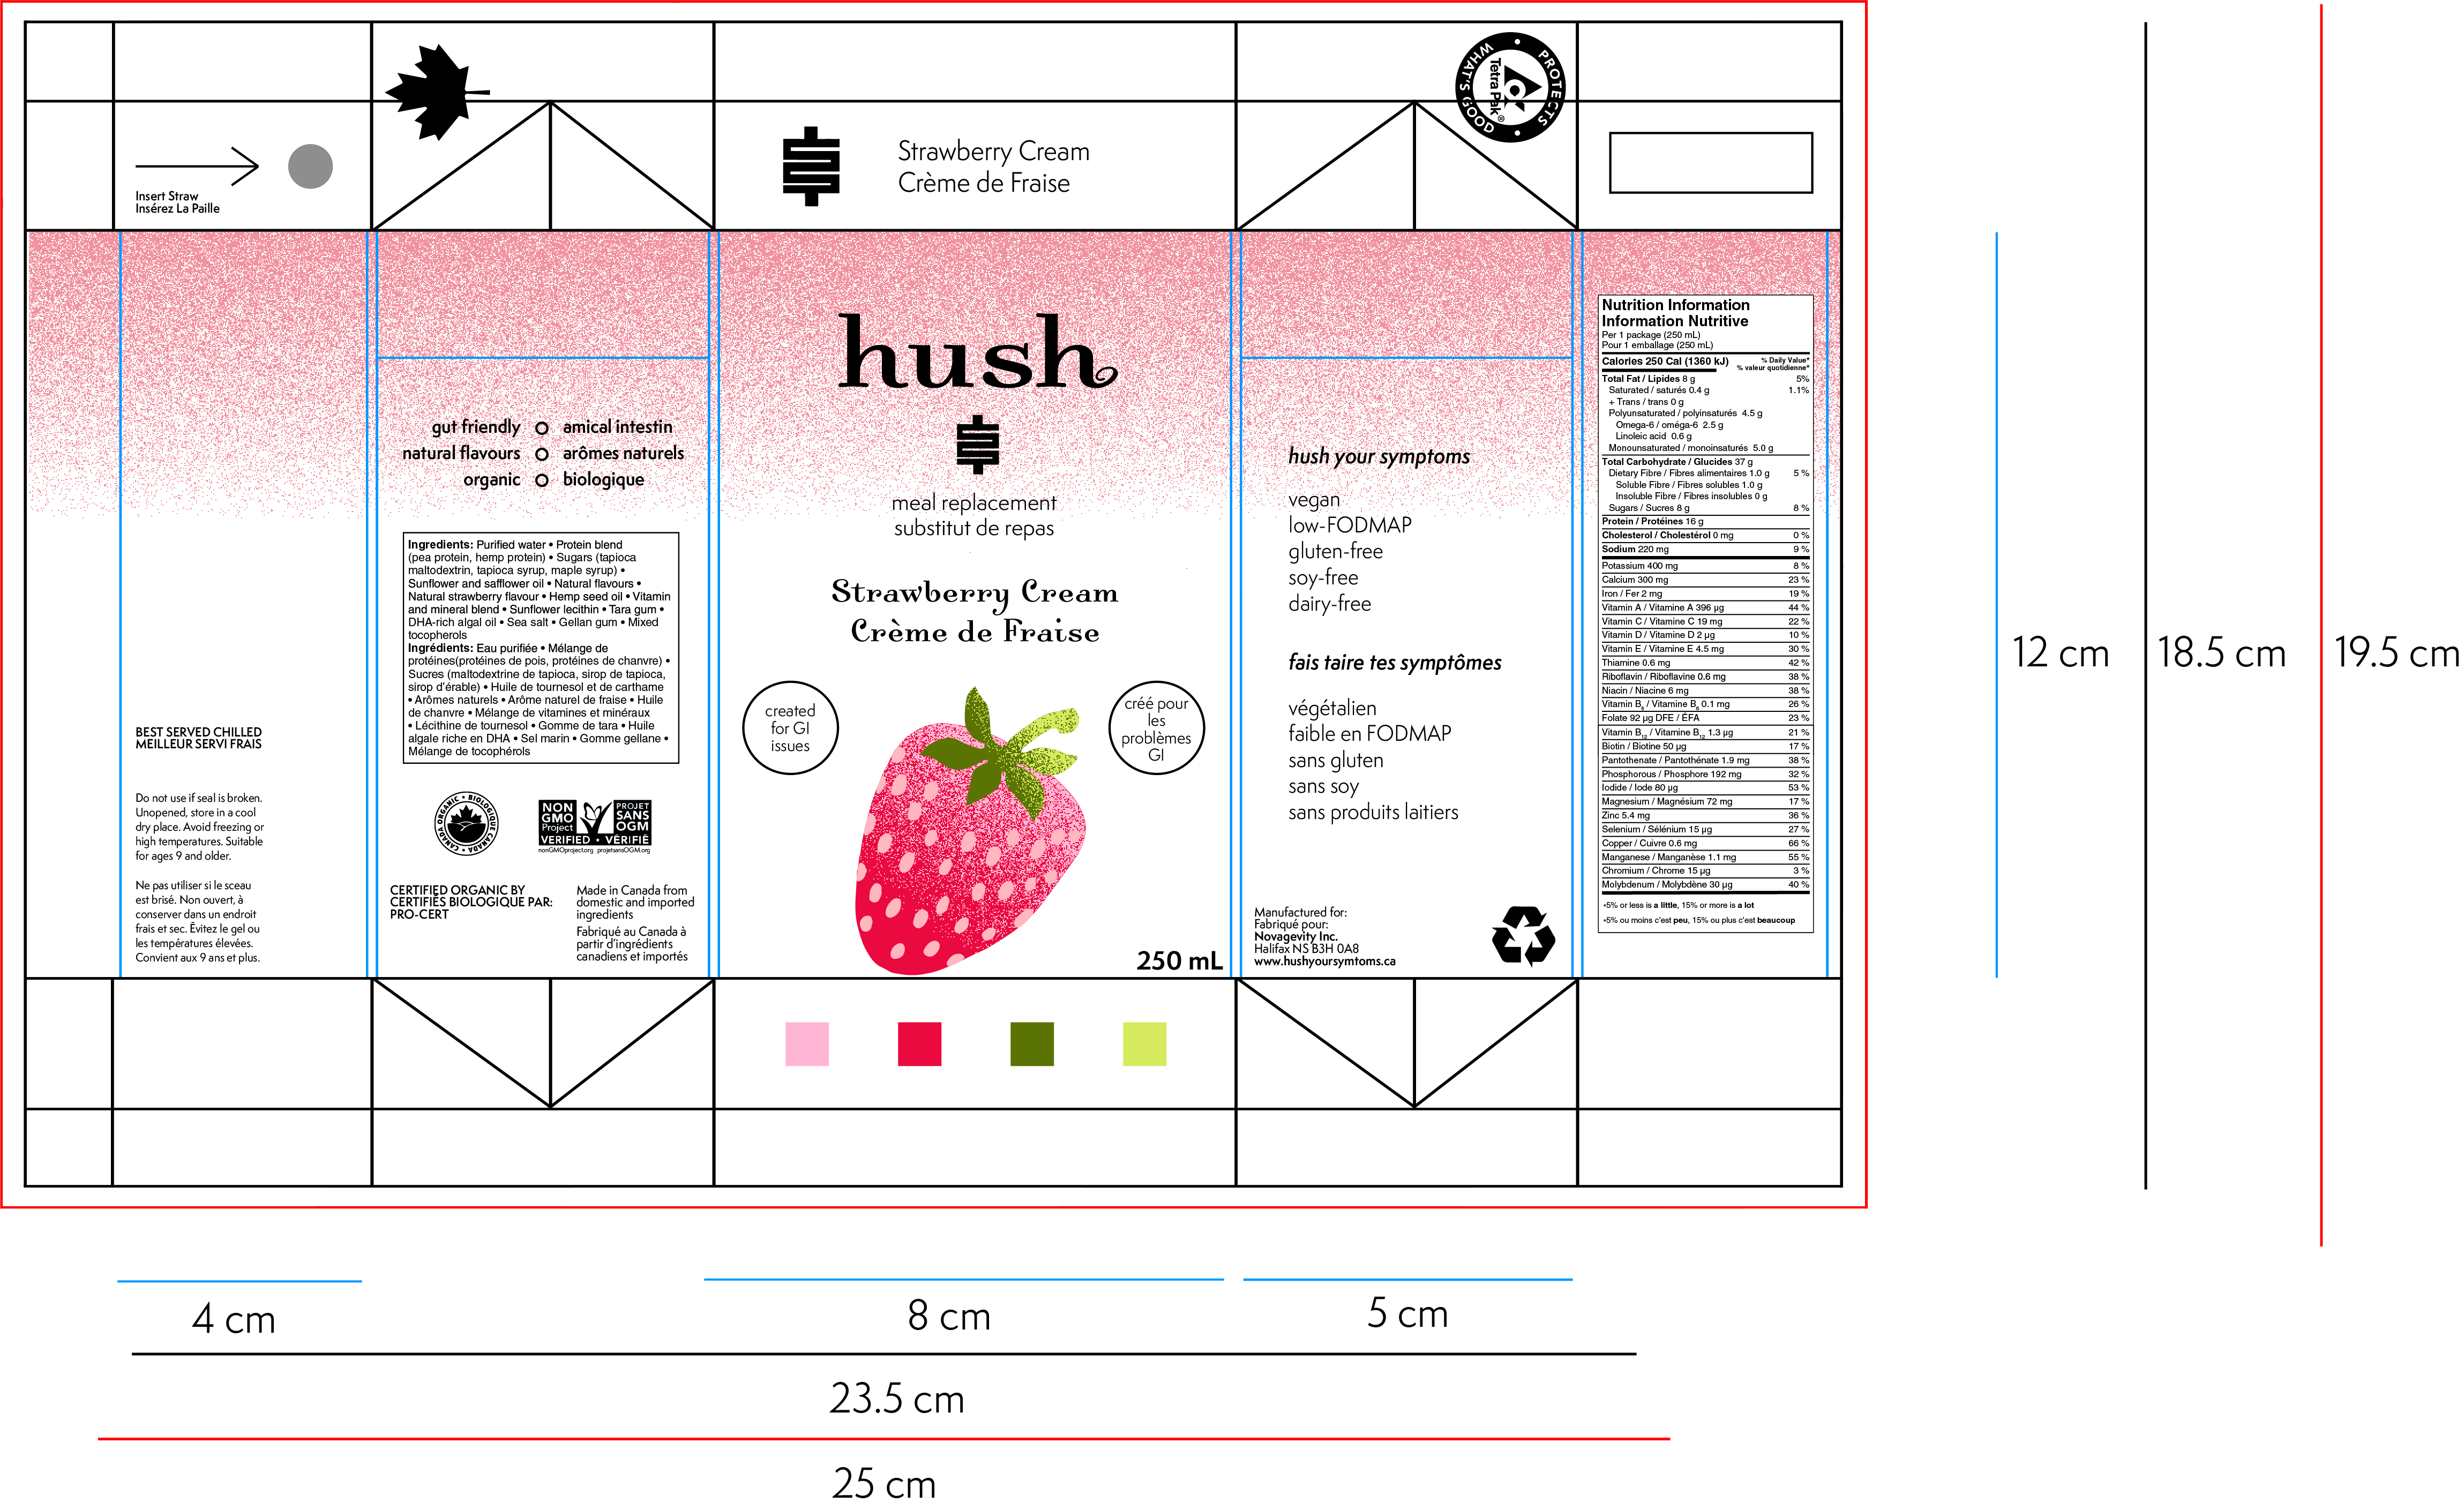 Insert Straw
Insérez La Paille
Strawberry Cream
Crème de Fraise
PROTECTS • WHAT'S GOOD •
Tetra Pak®
BEST SERVED CHILLED
MEILLEUR SERVI FRAIS
Do not use if seal is broken.
Unopened, store in a cool
dry place. Avoid freezing or
high temperatures. Suitable
for ages 9 and older.
Ne pas utiliser si le sceau
est brisé. Non ouvert, à
conserver dans un endroit
frais et sec. Êvitez le gel ou
les températures élevées.
Convient aux 9 ans et plus.
gut friendly
amical intestin
natural flavours
arômes naturels
organic
biologique
Ingredients: Purified water • Protein blend
(pea protein, hemp protein) • Sugars (tapioca
maltodextrin, tapioca syrup, maple syrup) •
Sunflower and safflower oil • Natural flavours •
Natural strawberry flavour • Hemp seed oil • Vitamin
and mineral blend • Sunflower lecithin • Tara gum •
DHA-rich algal oil • Sea salt • Gellan gum • Mixed
tocopherols
Ingrédients: Eau purifiée • Mélange de
protéines(protéines de pois, protéines de chanvre) •
Sucres (maltodextrine de tapioca, sirop de tapioca,
sirop d'érable) • Huile de tournesol et de carthame
• Arômes naturels • Arôme naturel de fraise • Huile
de chanvre • Mélange de vitamines et minéraux
• Lécithine de tournesol • Gomme de tara • Huile
algale riche en DHA • Sel marin • Gomme gellane •
Mélange de tocophérols
CANADA ORGANIC • BIOLOGIQUE CANADA •
NON
GMO
Project
PROJET
SANS
OGM
VERIFIED • VÉRIFIÉ
nonGMOproject.org projetsansOGM.org
CERTIFIED ORGANIC BY
CERTIFIÉS BIOLOGIQUE PAR:
PRO-CERT
Made in Canada from
domestic and imported
ingredients
Fabriqué au Canada à
partir d'ingrédients
canadiens et importés
hush
meal replacement
substitut de repas
Strawberry Cream
Crème de Fraise
created
for GI
issues
créé pour
les
problèmes
GI
250 mL
hush your symptoms
vegan
low-FODMAP
gluten-free
soy-free
dairy-free
fais taire tes symptômes
végétalien
faible en FODMAP
sans gluten
sans soy
sans produits laitiers
Manufactured for:
Fabriqué pour:
Novagevity Inc.
Halifax NS B3H 0A8
www.hushyoursymtoms.ca
Nutrition Information
Information Nutritive
Per 1 package (250 mL)
Pour 1 emballage (250 mL)
Calories 250 Cal (1360 kJ)
% Daily Value*
% valeur quotidienne*
Total Fat / Lipides 8 g 5%
Saturated / saturés 0.4 g 1.1%
+ Trans / trans 0 g
Polyunsaturated / polyinsaturés 4.5 g
Omega-6 / oméga-6 2.5 g
Linoleic acid 0.6 g
Monounsaturated / monoinsaturés 5.0 g
Total Carbohydrate / Glucides 37 g
Dietary Fibre / Fibres alimentaires 1.0 g 5 %
Soluble Fibre / Fibres solubles 1.0 g
Insoluble Fibre / Fibres insolubles 0 g
Sugars / Sucres 8 g 8 %
Protein / Protéines 16 g
Cholesterol / Cholestérol 0 mg 0 %
Sodium 220 mg 9 %
Potassium 400 mg 8 %
Calcium 300 mg 23 %
Iron / Fer 2 mg 19 %
Vitamin A / Vitamine A 396 µg 44 %
Vitamin C / Vitamine C 19 mg 22 %
Vitamin D / Vitamine D 2 µg 10 %
Vitamin E / Vitamine E 4.5 mg 30 %
Thiamine 0.6 mg 42 %
Riboflavin / Riboflavine 0.6 mg 38 %
Niacin / Niacine 6 mg 38 %
Vitamin B6 / Vitamine B6 0.1 mg 26 %
Folate 92 µg DFE / ÉFA 23 %
Vitamin B12 / Vitamine B12 1.3 µg 21 %
Biotin / Biotine 50 µg 17 %
Pantothenate / Pantothénate 1.9 mg 38 %
Phosphorous / Phosphore 192 mg 32 %
Iodide / Iode 80 µg 53 %
Magnesium / Magnésium 72 mg 17 %
Zinc 5.4 mg 36 %
Selenium / Sélénium 15 µg 27 %
Copper / Cuivre 0.6 mg 66 %
Manganese / Manganèse 1.1 mg 55 %
Chromium / Chrome 15 µg 3 %
Molybdenum / Molybdène 30 µg 40 %
*5% or less is a little, 15% or more is a lot
*5% ou moins c'est peu, 15% ou plus c'est beaucoup
12 cm
18.5 cm
19.5 cm
4 cm
8 cm
5 cm
23.5 cm
25 cm